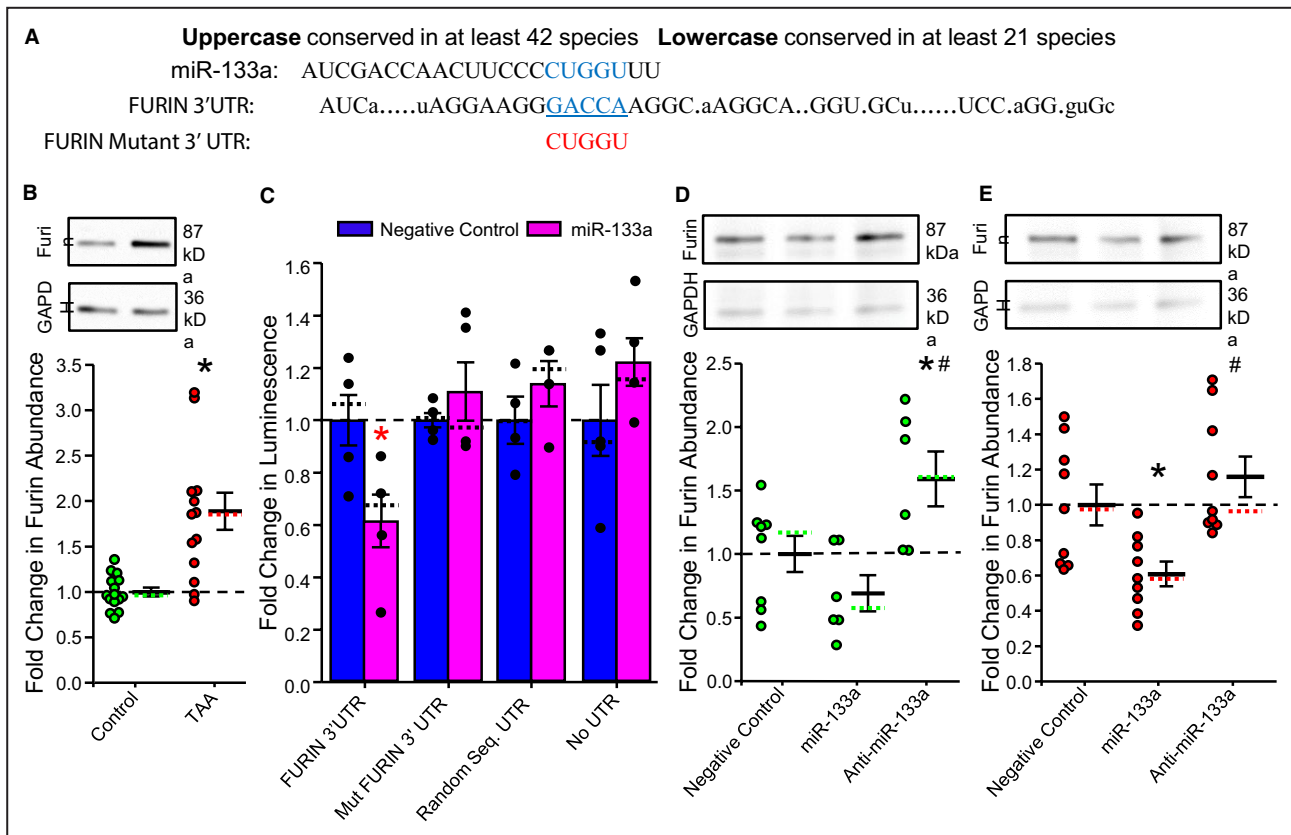 A
Uppercase conserved in at least 42 species Lowercase conserved in at least 21 species
miR-133a: AUCGACCAACUUCCCCUGGUUU
FURIN 3'UTR: AUCa.....uAGGAAGGGACCAAGGC.aAGGCA..GGU.GCu......UCC.aGG.guGc
FURIN Mutant 3' UTR: CUGGU
B
Furi
n
87
kD
a
GAPD
H
36
kD
a
*
Fold Change in Furin Abundance
3.5
3.0
2.5
2.0
1.5
1.0
0.5
0.0
Control
TAA
C
Negative Control
miR-133a
Fold Change in Luminescence
1.6
1.4
1.2
1.0
0.8
0.6
0.4
0.2
0.0
*
FURIN 3'UTR
Mut FURIN 3' UTR
Random Seq. UTR
No UTR
D
Furin
87
kDa
GAPDH
36
kD
a
* #
Fold Change in Furin Abundance
2.5
2.0
1.5
1.0
0.5
0.0
Negative Control
miR-133a
Anti-miR-133a
E
Furi
n
87
kD
a
GAPD
H
36
kD
a
#
*
Fold Change in Furin Abundance
1.8
1.6
1.4
1.2
1.0
0.8
0.6
0.4
0.2
0.0
Negative Control
miR-133a
Anti-miR-133a